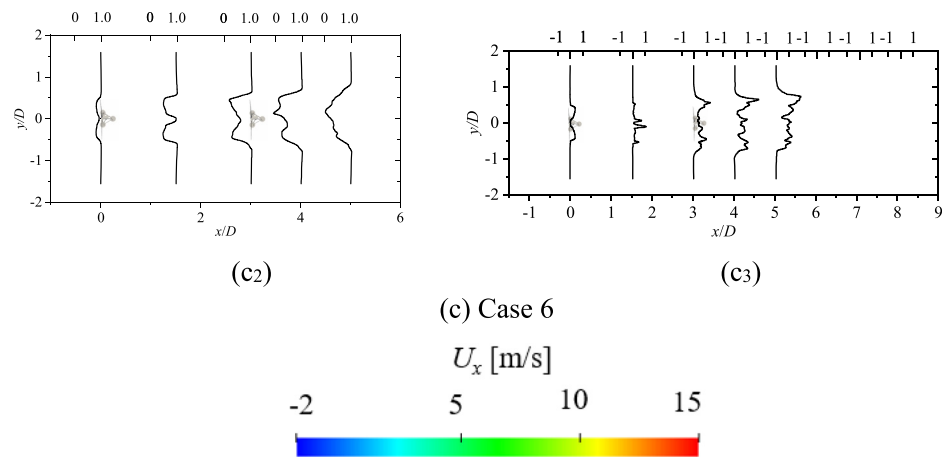 0 1.0 0 1.0 0 1.0 0 1.0 0 1.0
2
1
0
-1
-2
y/D
0 2 4 6
x/D
-1 1 -1 1 -1 1 -1 1 -1 1 -1 1 -1 1 -1 1
2
1
0
-1
-2
y/D
-1 0 1 2 3 4 5 6 7 8 9
x/D
(c2) (c3)
(c) Case 6
Ux [m/s]
-2 5 10 15